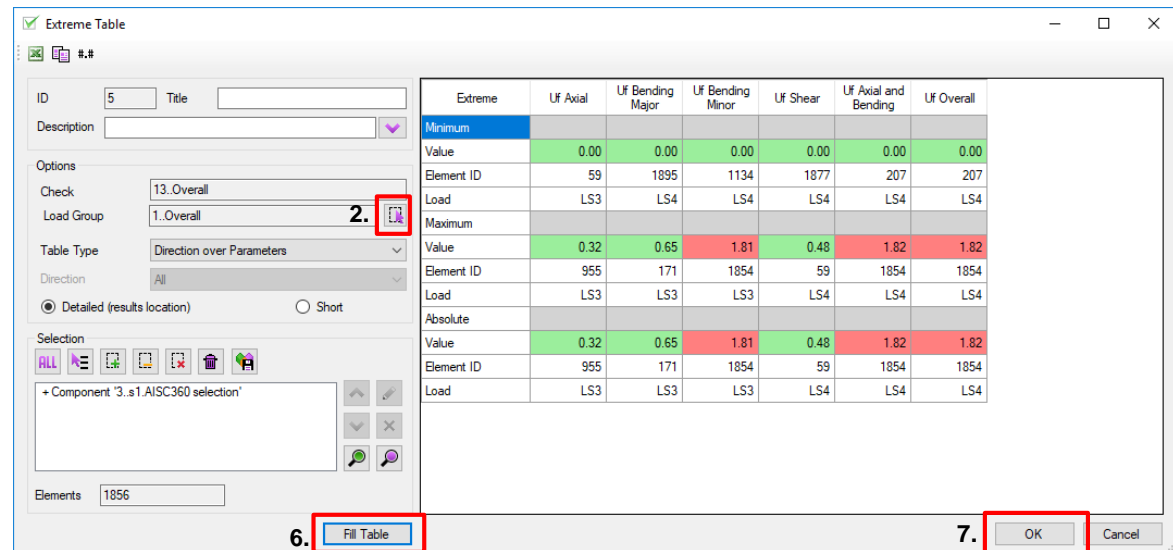 Extreme Table
#.#
ID 5 Title
Description
Options
Check 13..Overall
Load Group 1..Overall 2.
Table Type Direction over Parameters
Direction All
Detailed (results location) Short
Selection
ALL
+ Component '3..s1.AISC360 selection'
Elements 1856
6. Fill Table
Extreme Uf Axial Uf Bending Major Uf Bending Minor Uf Shear Uf Axial and Bending Uf Overall
Minimum
Value 0.00 0.00 0.00 0.00 0.00 0.00
Element ID 59 1895 1134 1877 207 207
Load LS3 LS4 LS4 LS4 LS4 LS4
Maximum
Value 0.32 0.65 1.81 0.48 1.82 1.82
Element ID 955 171 1854 59 1854 1854
Load LS3 LS3 LS3 LS4 LS4 LS4
Absolute
Value 0.32 0.65 1.81 0.48 1.82 1.82
Element ID 955 171 1854 59 1854 1854
Load LS3 LS3 LS3 LS4 LS4 LS4
7. OK Cancel